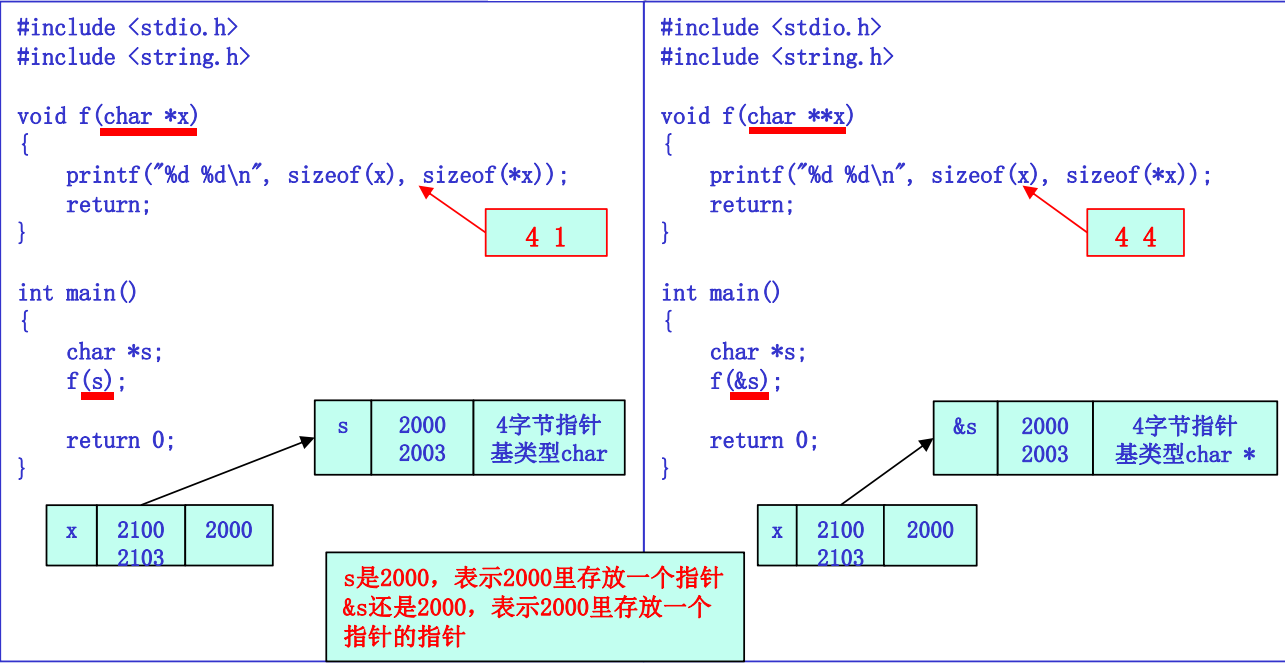 #include <stdio.h>
#include <string.h>
void f(char *x)
{
printf("%d %d\n", sizeof(x), sizeof(*x));
return;
}
4 1
int main()
{
char *s;
f(s);
return 0;
}
s
2000
2003
4字节指针
基类型char
x
2100
2103
2000
#include <stdio.h>
#include <string.h>
void f(char **x)
{
printf("%d %d\n", sizeof(x), sizeof(*x));
return;
}
4 4
int main()
{
char *s;
f(&s);
return 0;
}
&s
2000
2003
4字节指针
基类型char *
x
2100
2103
2000
s是2000，表示2000里存放一个指针
&s还是2000，表示2000里存放一个
指针的指针